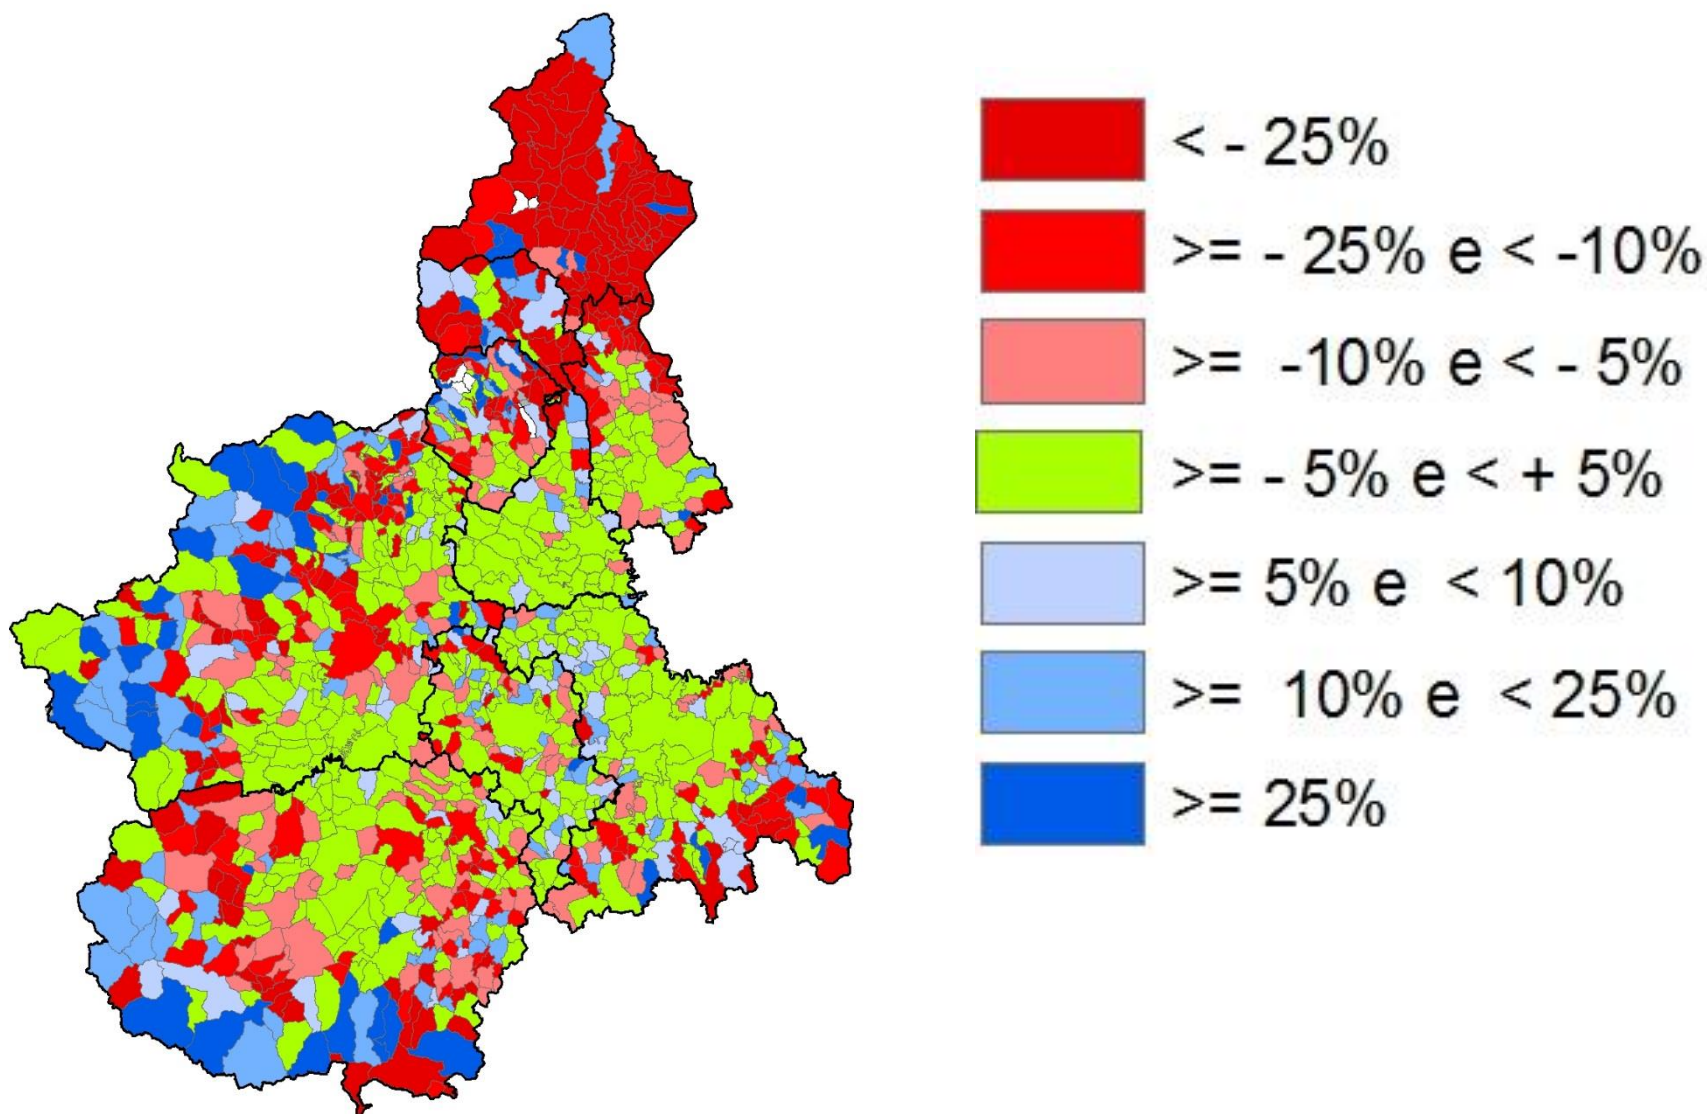 < - 25%
>= - 25% e < -10%
>= -10% e < - 5%
>= - 5% e < + 5%
>= 5% e < 10%
>= 10% e < 25%
>= 25%